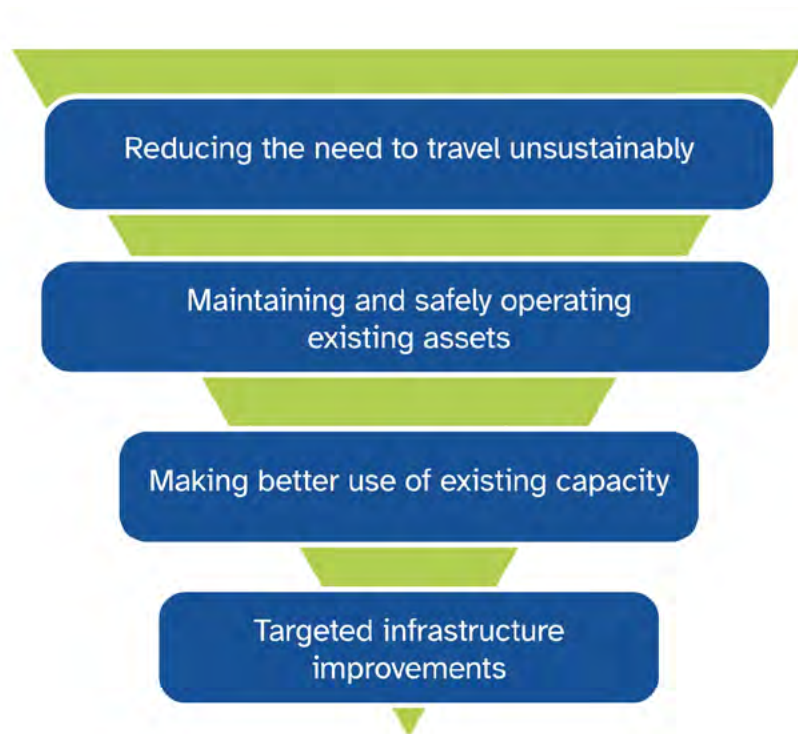 Reducing the need to travel unsustainably
Maintaining and safely operating
existing assets
Making better use of existing capacity
Targeted infrastructure
improvements